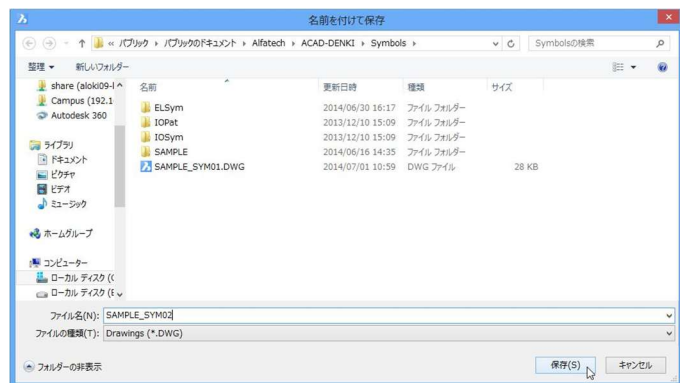 名前を付けて保存
« パブリック ▸ パブリックのドキュメント ▸ Alfatech ▸ ACAD-DENKI ▸ Symbols ▸
Symbolsの検索
整理 ▼ 新しいフォルダー
share (aloki09-l
Campus (192.1
Autodesk 360
ライブラリ
ドキュメント
ピクチャ
ビデオ
ミュージック
ホームグループ
コンピューター
ローカル ディスク (C
ローカル ディスク (E
名前 更新日時 種類 サイズ
ELSym 2014/06/30 16:17 ファイル フォルダー
IOPat 2013/12/10 15:09 ファイル フォルダー
IOSym 2013/12/10 15:09 ファイル フォルダー
SAMPLE 2014/06/16 14:35 ファイル フォルダー
SAMPLE_SYM01.DWG 2014/07/01 10:59 DWG ファイル 28 KB
ファイル名(N): SAMPLE_SYM02
ファイルの種類(T): Drawings (*.DWG)
フォルダーの非表示
保存(S) キャンセル